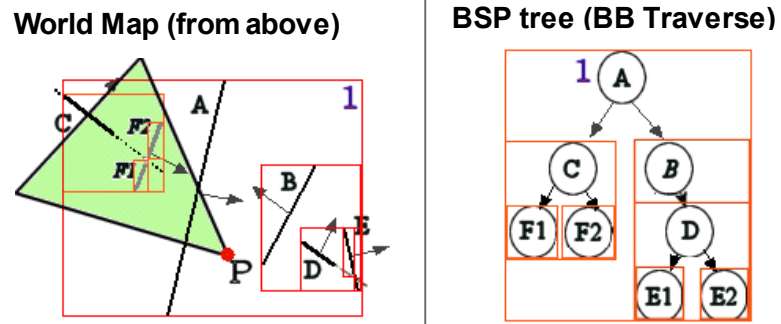 World Map (from above)
BSP tree (BB Traverse)
1
A
C
F2
F1
B
E
D
P
1
A
C
B
F1
F2
D
E1
E2